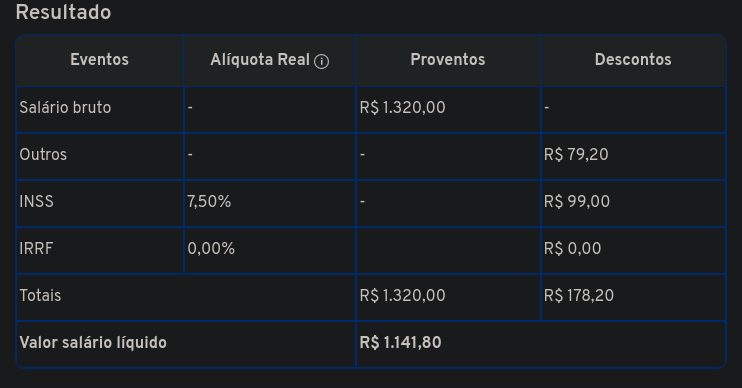 Resultado
Eventos Alíquota Real Proventos Descontos
Salário bruto - R$ 1.320,00 -
Outros - - R$ 79,20
INSS 7,50% - R$ 99,00
IRRF 0,00% R$ 0,00
Totais R$ 1.320,00 R$ 178,20
Valor salário líquido R$ 1.141,80